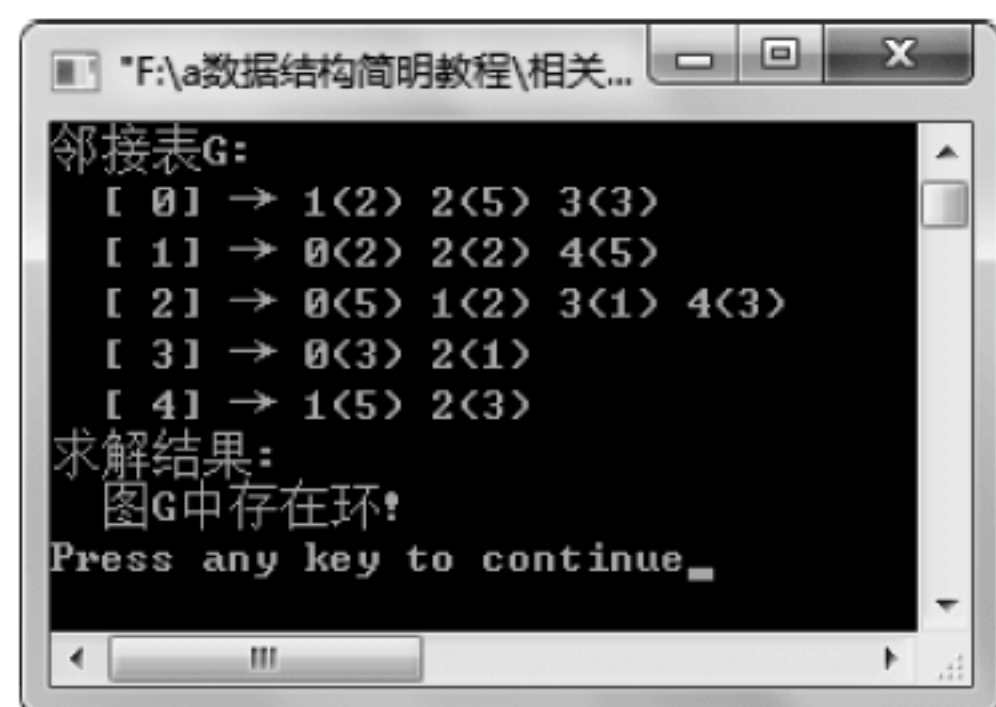 "F:\a数据结构简明教程\相关...
邻接表G:
[ 0] → 1(2) 2(5) 3(3)
[ 1] → 0(2) 2(2) 4(5)
[ 2] → 0(5) 1(2) 3(1) 4(3)
[ 3] → 0(3) 2(1)
[ 4] → 1(5) 2(3)
求解结果:
图G中存在环!
Press any key to continue_